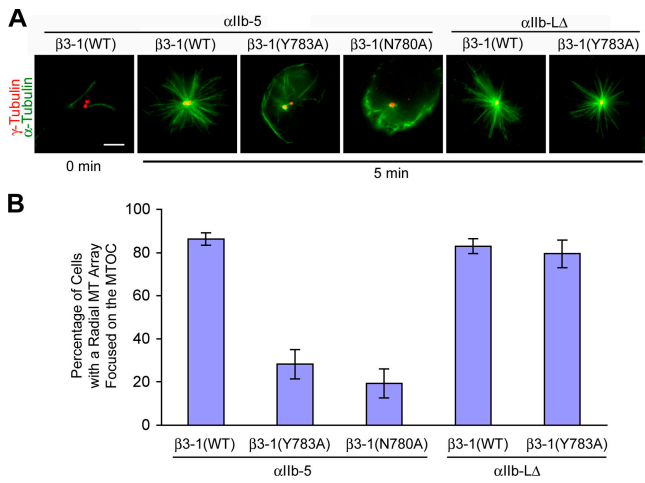 A
αIIb-5 αIIb-LΔ
β3-1(WT) β3-1(WT) β3-1(Y783A) β3-1(N780A) β3-1(WT) β3-1(Y783A)
γ-Tubulin
α-Tubulin
0 min 5 min
B
Percentage of Cells
with a Radial MT Array
Focused on the MTOC
100
80
60
40
20
0
β3-1(WT) β3-1(Y783A) β3-1(N780A) β3-1(WT) β3-1(Y783A)
αIIb-5 αIIb-LΔ